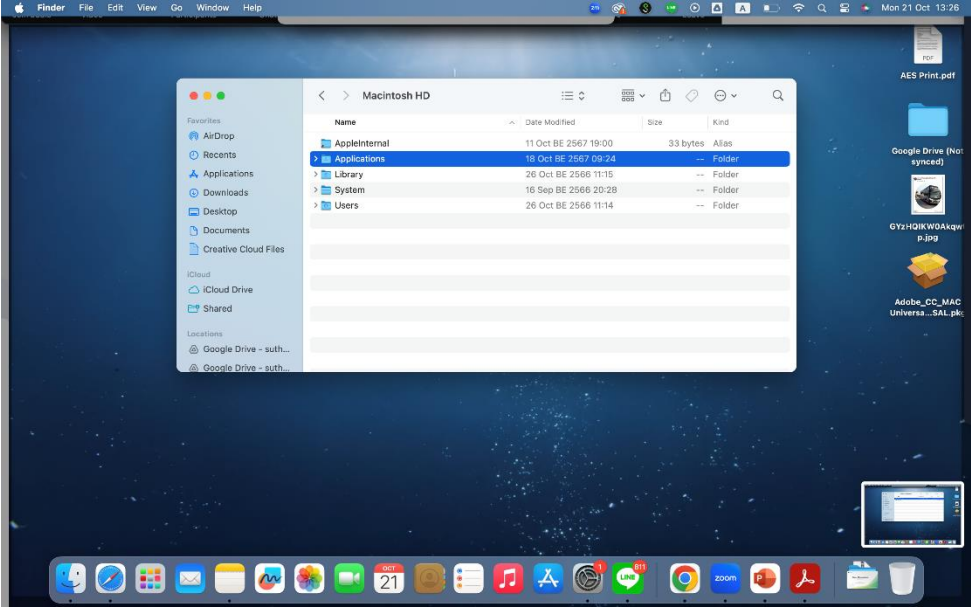 Finder File Edit View Go Window Help
Mon 21 Oct 13:26
Macintosh HD
Favorites
AirDrop
Recents
Applications
Downloads
Desktop
Documents
Creative Cloud Files
iCloud
iCloud Drive
Shared
Locations
Google Drive - suth...
Google Drive - suth...
Name Date Modified Size Kind
AppleInternal 11 Oct BE 2567 19:00 33 bytes Alias
Applications 18 Oct BE 2567 09:24 -- Folder
Library 26 Oct BE 2566 11:15 -- Folder
System 16 Sep BE 2566 20:28 -- Folder
Users 26 Oct BE 2566 11:14 -- Folder
PDF
AES Print.pdf
Google Drive (Not
synced)
p.jpg
Adobe_CC_MAC
Universa...SAL.pkg
OCT
21
1
LINE
811
zoom
P